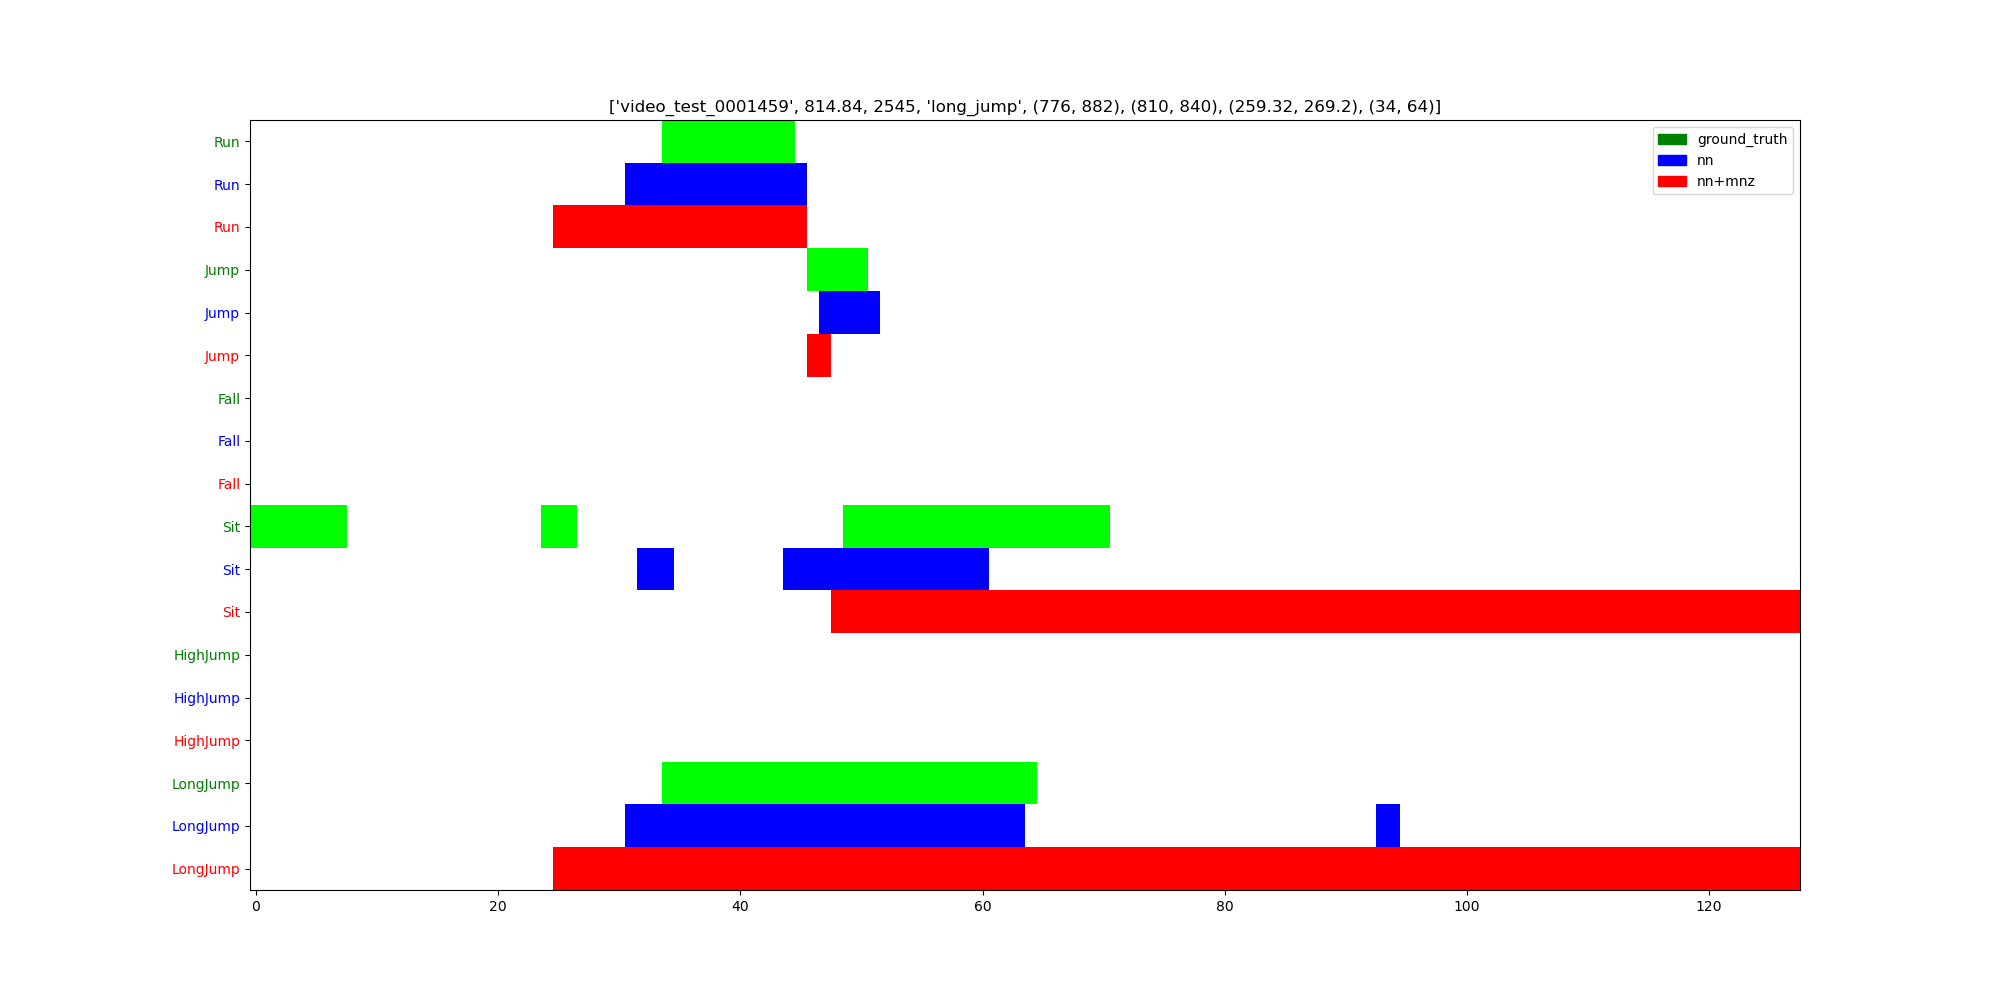 ['video_test_0001459', 814.84, 2545, 'long_jump', (776, 882), (810, 840), (259.32, 269.2), (34, 64)]
ground_truth
nn
nn+mnz
Run
Run
Run
Jump
Jump
Jump
Fall
Fall
Fall
Sit
Sit
Sit
HighJump
HighJump
HighJump
LongJump
LongJump
LongJump
0 20 40 60 80 100 120